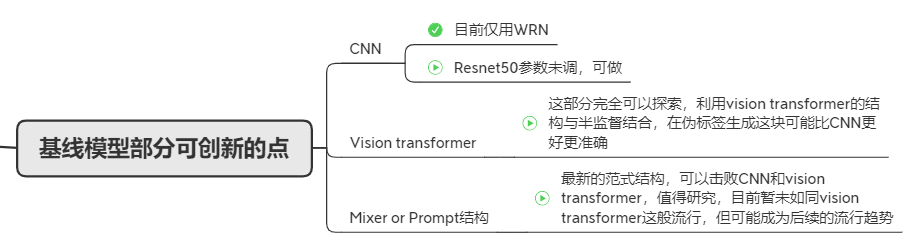 目前仅用WRN
CNN
Resnet50参数未调，可做
基线模型部分可创新的点
这部分完全可以探索，利用vision transformer的结
构与半监督结合，在伪标签生成这块可能比CNN更
好更准确
Vision transformer
最新的范式结构，可以击败CNN和vision
transformer，值得研究，目前暂未如同vision
transformer这般流行，但可能成为后续的流行趋势
Mixer or Prompt结构